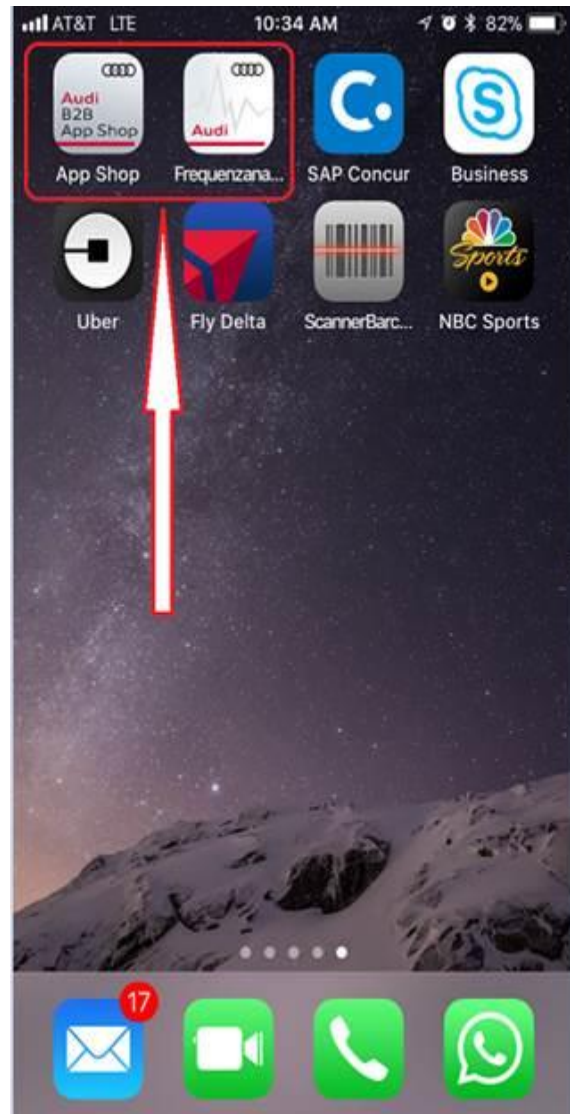 AT&T LTE 10:34 AM 82%
Audi
B2B
App Shop
Audi
App Shop Frequenzana... SAP Concur Business
C. S
Sports
Uber Fly Delta ScannerBarc... NBC Sports
17